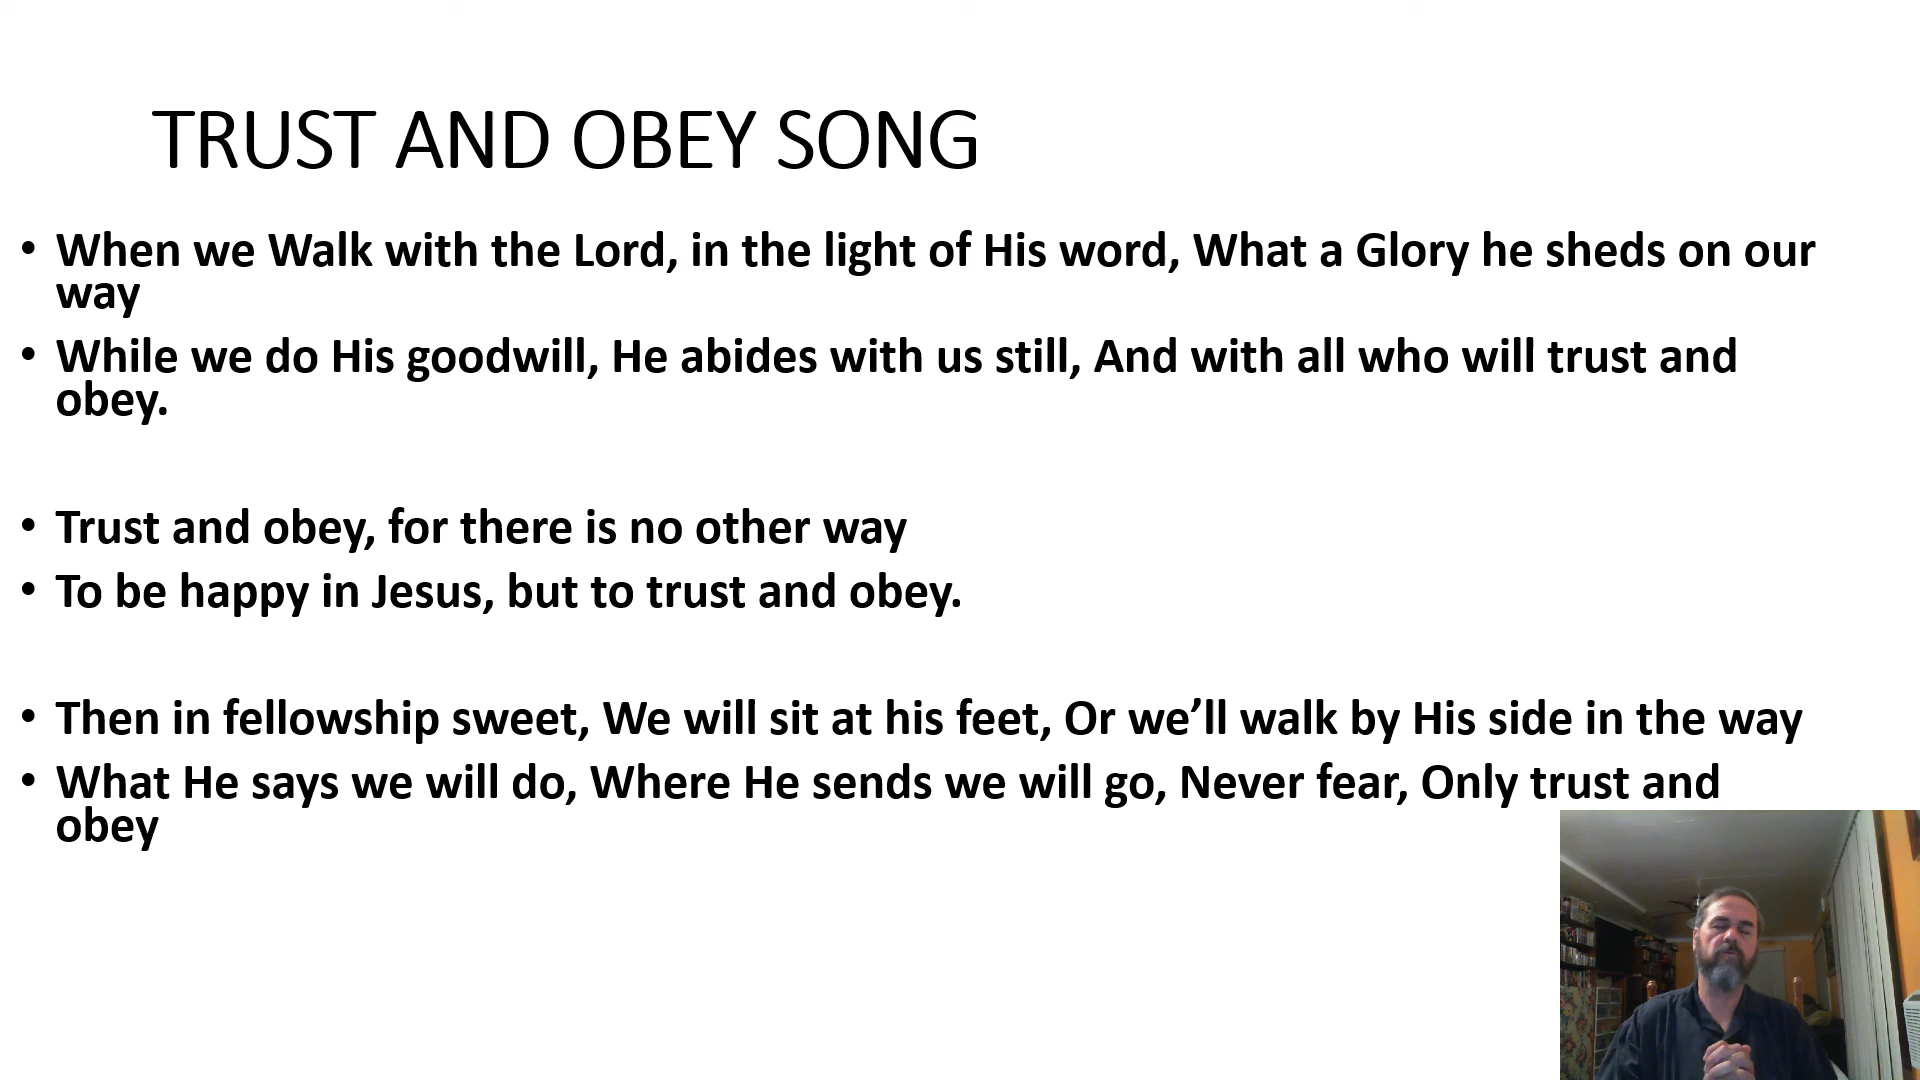 TRUST AND OBEY SONG
• When we Walk with the Lord, in the light of His word, What a Glory he sheds on our
way
• While we do His goodwill, He abides with us still, And with all who will trust and
obey.
• Trust and obey, for there is no other way
• To be happy in Jesus, but to trust and obey.
• Then in fellowship sweet, We will sit at his feet, Or we’ll walk by His side in the way
• What He says we will do, Where He sends we will go, Never fear, Only trust and
obey